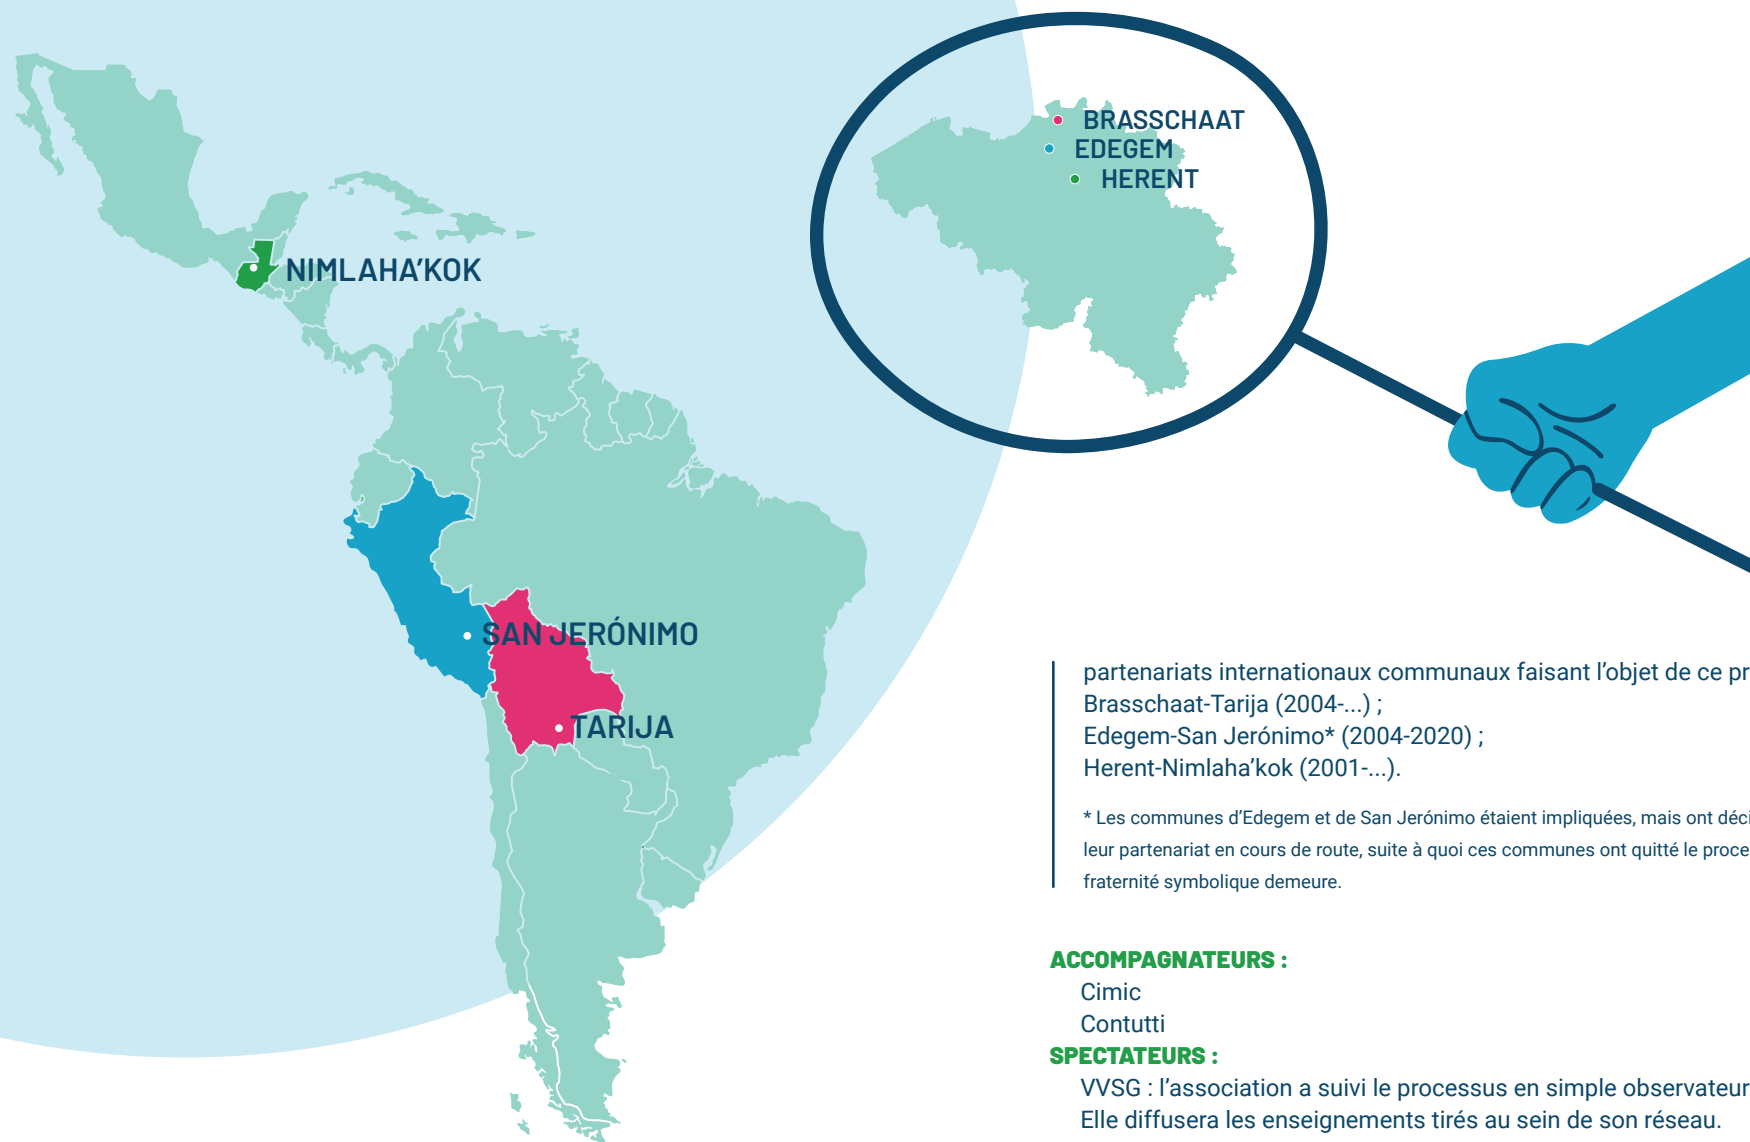 BRASSCHAAT
EDEGEM
HERENT
NIMLAHA'KOK
SAN JERÓNIMO
TARIJA
partenariats internationaux communaux faisant l'objet de ce pr
Brasschaat-Tarija (2004-...) ;
Edegem-San Jerónimo* (2004-2020) ;
Herent-Nimlaha'kok (2001-...).
* Les communes d'Edegem et de San Jerónimo étaient impliquées, mais ont déci
leur partenariat en cours de route, suite à quoi ces communes ont quitté le proce
fraternité symbolique demeure.
ACCOMPAGNATEURS :
Cimic
Contutti
SPECTATEURS :
VVSG : l'association a suivi le processus en simple observateur
Elle diffusera les enseignements tirés au sein de son réseau.